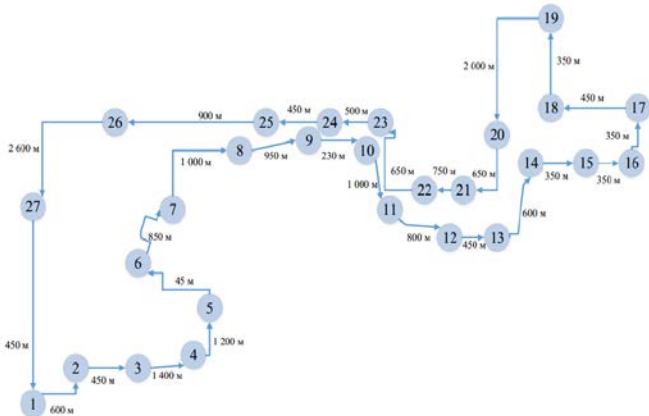 19
2 000 м
350 м
450 м
18
17
500 м
450 м
900 м
26
25
24
23
20
350 м
2 600 м
8
9
10
950 м
230 м
14
15
16
1 000 м
650 м
750 м
650 м
350 м
350 м
22
21
1 000 м
27
7
11
600 м
850 м
800 м
12
13
450 м
6
45 м
5
450 м
1 200 м
2
3
4
450 м
1 400 м
1
600 м